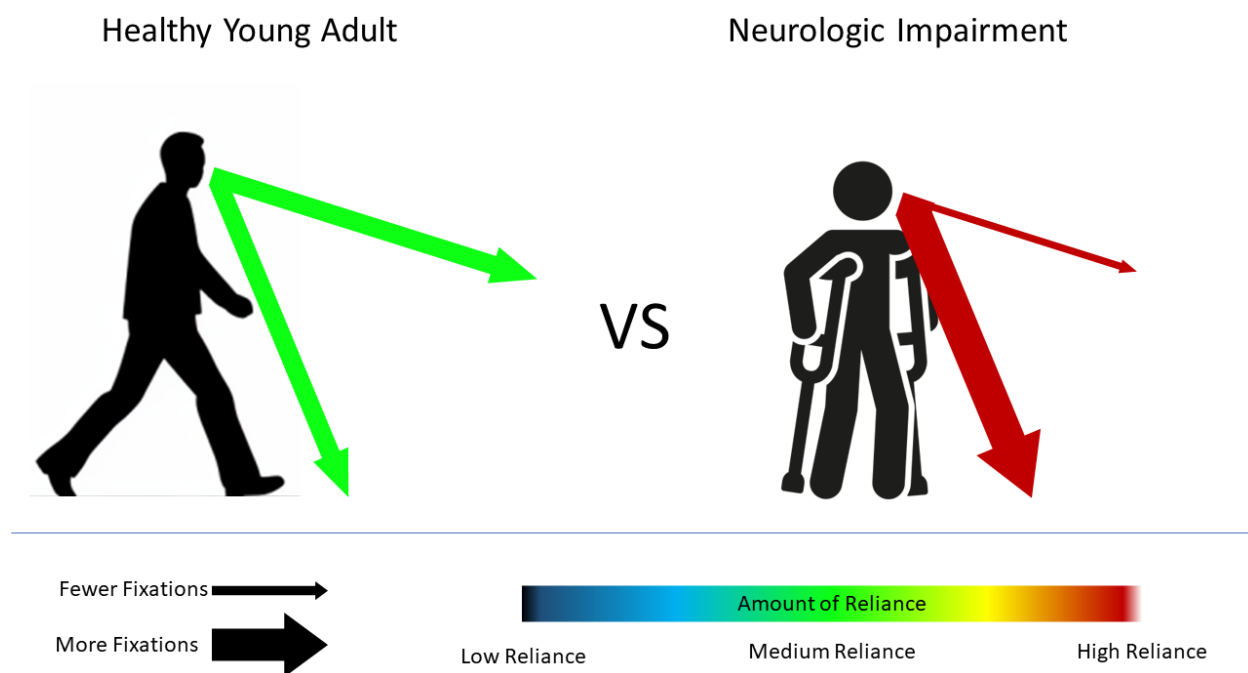 Healthy Young Adult
Neurologic Impairment
VS
Fewer Fixations
More Fixations
Amount of Reliance
Low Reliance
Medium Reliance
High Reliance